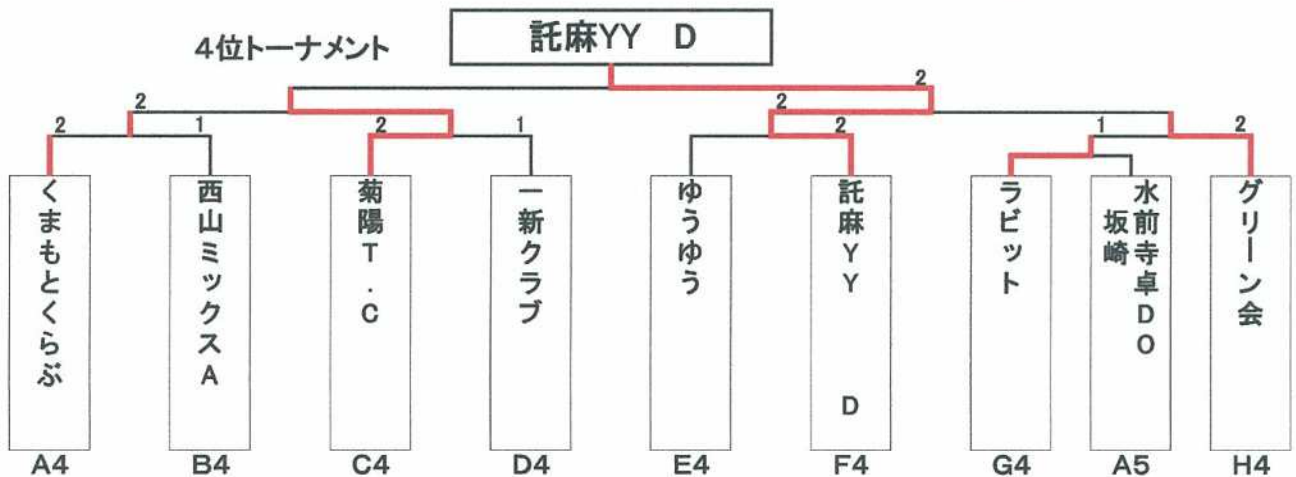 託麻YY D
4位トーナメント
2
2
2
2
1
2
1
2
1
2
くまもとくらぶ
西山ミックスA
菊陽T.C
一新クラブ
ゆうゆう
託麻YY D
ラビット
水前寺卓DO
坂崎
グリーン会
A4
B4
C4
D4
E4
F4
G4
A5
H4